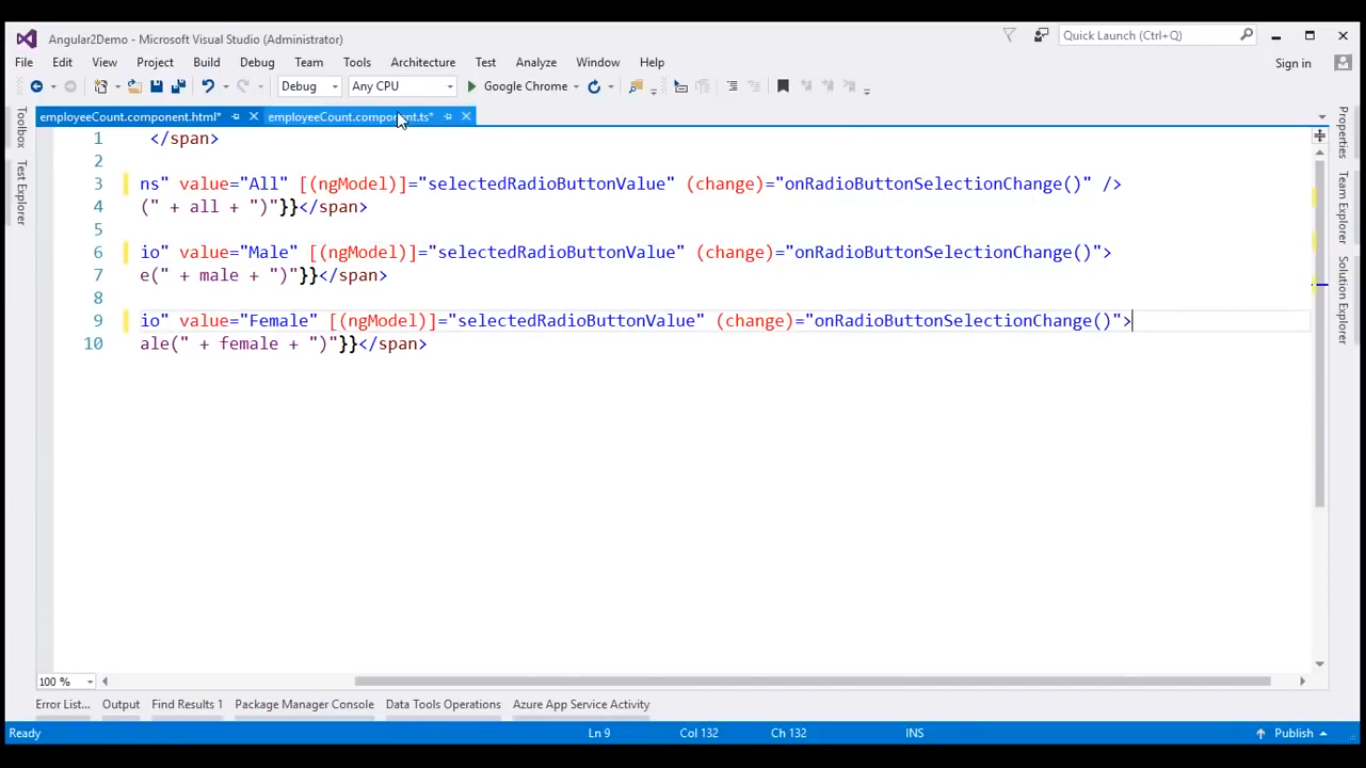 Angular2Demo - Microsoft Visual Studio (Administrator)
Quick Launch (Ctrl+Q)
File Edit View Project Build Debug Team Tools Architecture Test Analyze Window Help Sign in
Debug Any CPU Google Chrome
employeeCount.component.html* employeeCount.component.ts*
Toolbox
Test Explorer
1 </span>
2
3 ns" value="All" [(ngModel)]="selectedRadioButtonValue" (change)="onRadioButtonSelectionChange()" />
4 (" + all + ")"}}</span>
5
6 io" value="Male" [(ngModel)]="selectedRadioButtonValue" (change)="onRadioButtonSelectionChange()">
7 e(" + male + ")"}}</span>
8
9 io" value="Female" [(ngModel)]="selectedRadioButtonValue" (change)="onRadioButtonSelectionChange()">
10 ale(" + female + ")"}}</span>
Properties
Team Explorer
Solution Explorer
100 %
Error List... Output Find Results 1 Package Manager Console Data Tools Operations Azure App Service Activity
Ready Ln 9 Col 132 Ch 132 INS Publish